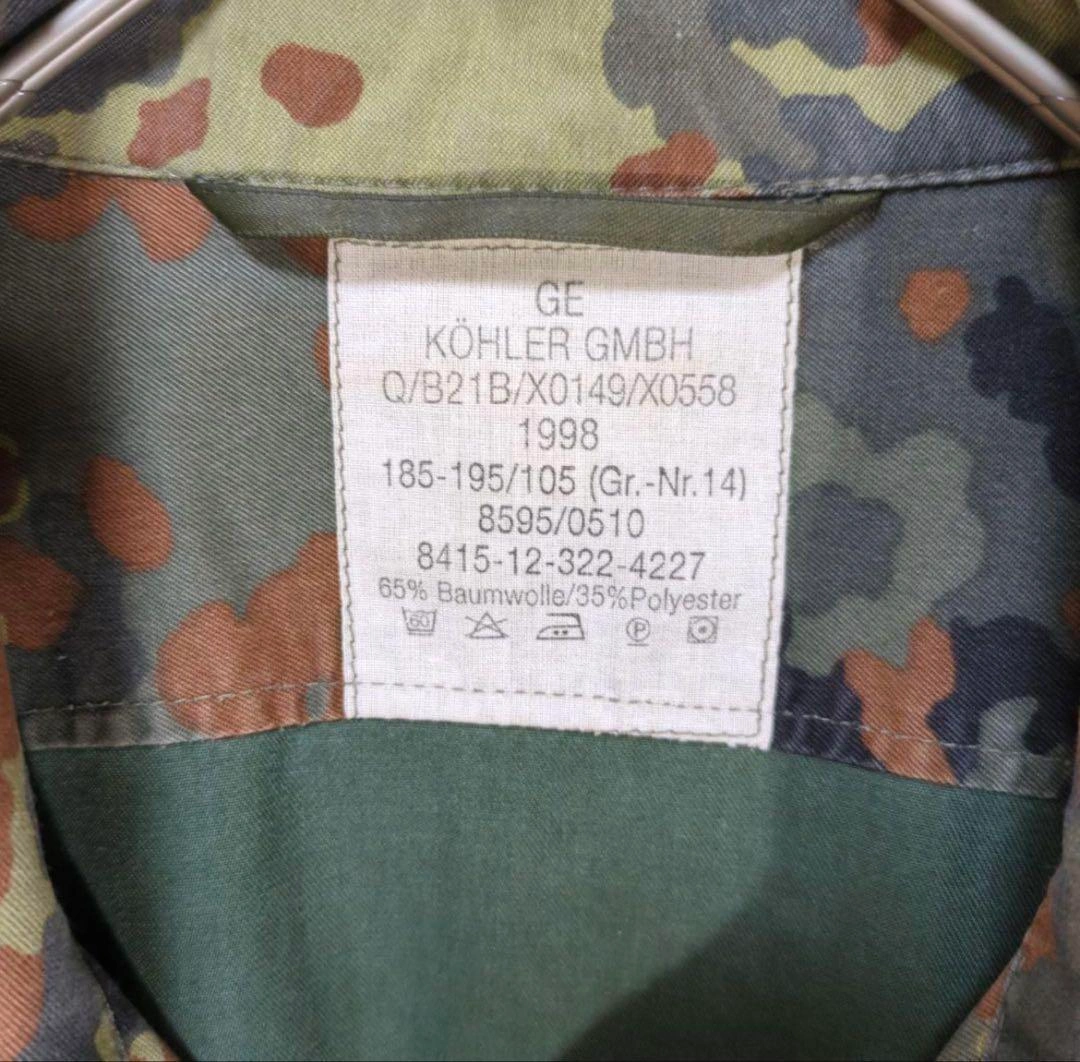 GE
KÖHLER GMBH
Q/B21B/X0149/X0558
1998
185-195/105 (Gr.-Nr.14)
8595/0510
8415-12-322-4227
65% Baumwolle/35%Polyester
60 P